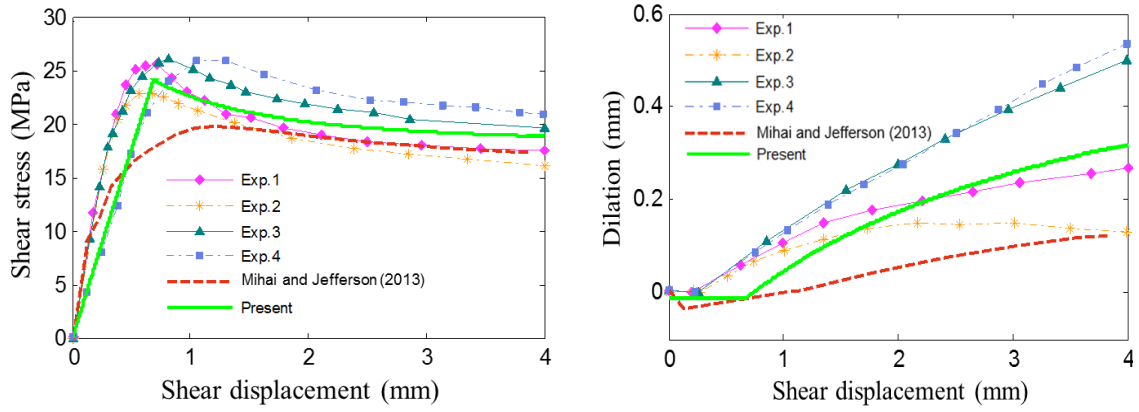 30
25
20
15
10
5
0
Shear stress (MPa)
Exp.1
Exp.2
Exp.3
Exp.4
Mihai and Jefferson (2013)
Present
0 1 2 3 4
Shear displacement (mm)
0.6
0.4
0.2
0
Dilation (mm)
Exp.1
Exp.2
Exp.3
Exp.4
Mihai and Jefferson (2013)
Present
0 1 2 3 4
Shear displacement (mm)